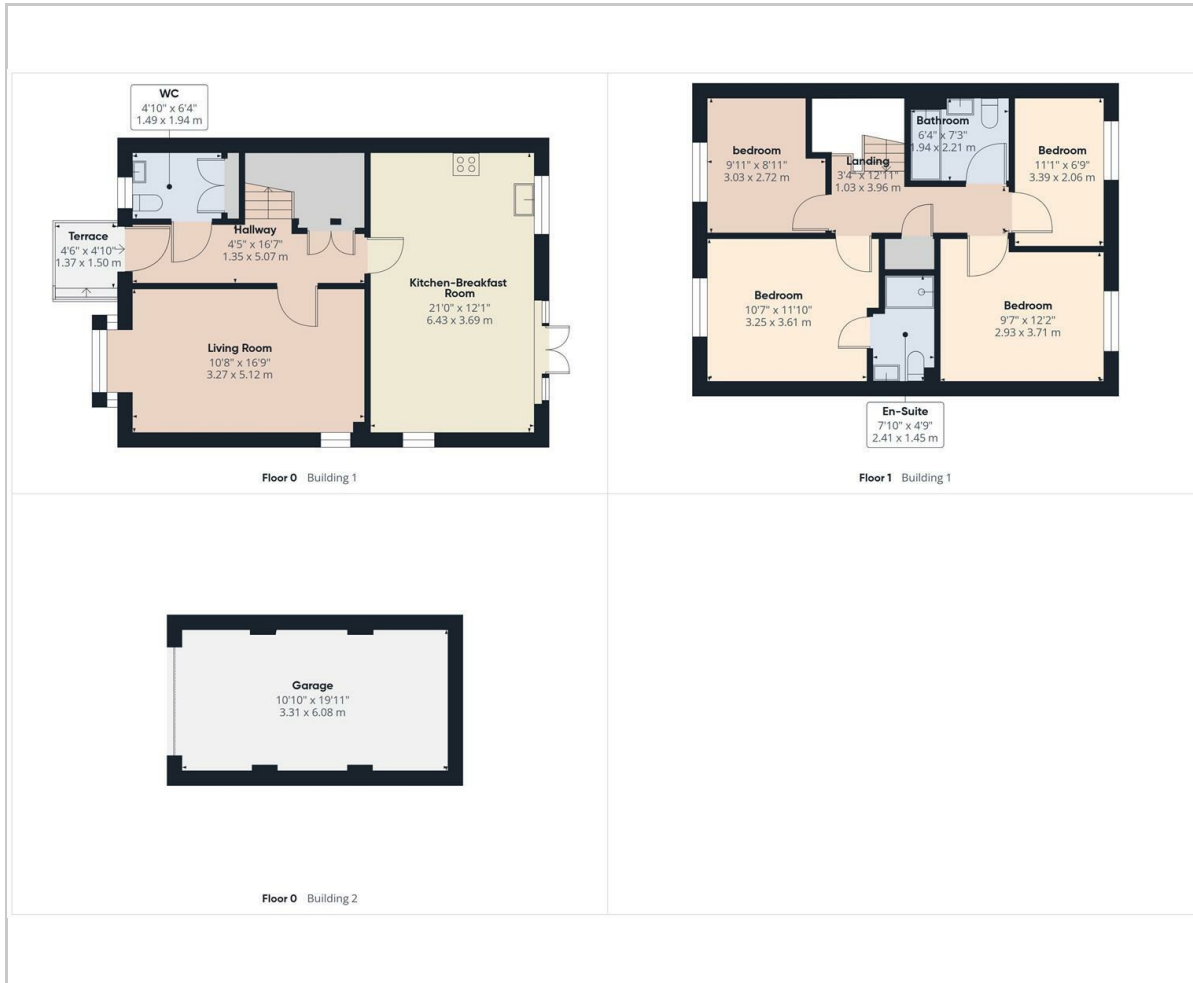 WC
4'10" x 6'4"
1.49 x 1.94 m
Terrace
4'6" x 4'10"
1.37 x 1.50 m
Hallway
4'5" x 16'7"
1.35 x 5.07 m
Kitchen-Breakfast
Room
21'0" x 12'1"
6.43 x 3.69 m
Living Room
10'8" x 16'9"
3.27 x 5.12 m
Floor 0 Building 1
bedroom
9'11" x 8'11"
3.03 x 2.72 m
Landing
3'4" x 12'11"
1.03 x 3.96 m
Bathroom
6'4" x 7'3"
1.94 x 2.21 m
Bedroom
11'1" x 6'9"
3.39 x 2.06 m
Bedroom
10'7" x 11'10"
3.25 x 3.61 m
Bedroom
9'7" x 12'2"
2.93 x 3.71 m
En-Suite
7'10" x 4'9"
2.41 x 1.45 m
Floor 1 Building 1
Garage
10'10" x 19'11"
3.31 x 6.08 m
Floor 0 Building 2